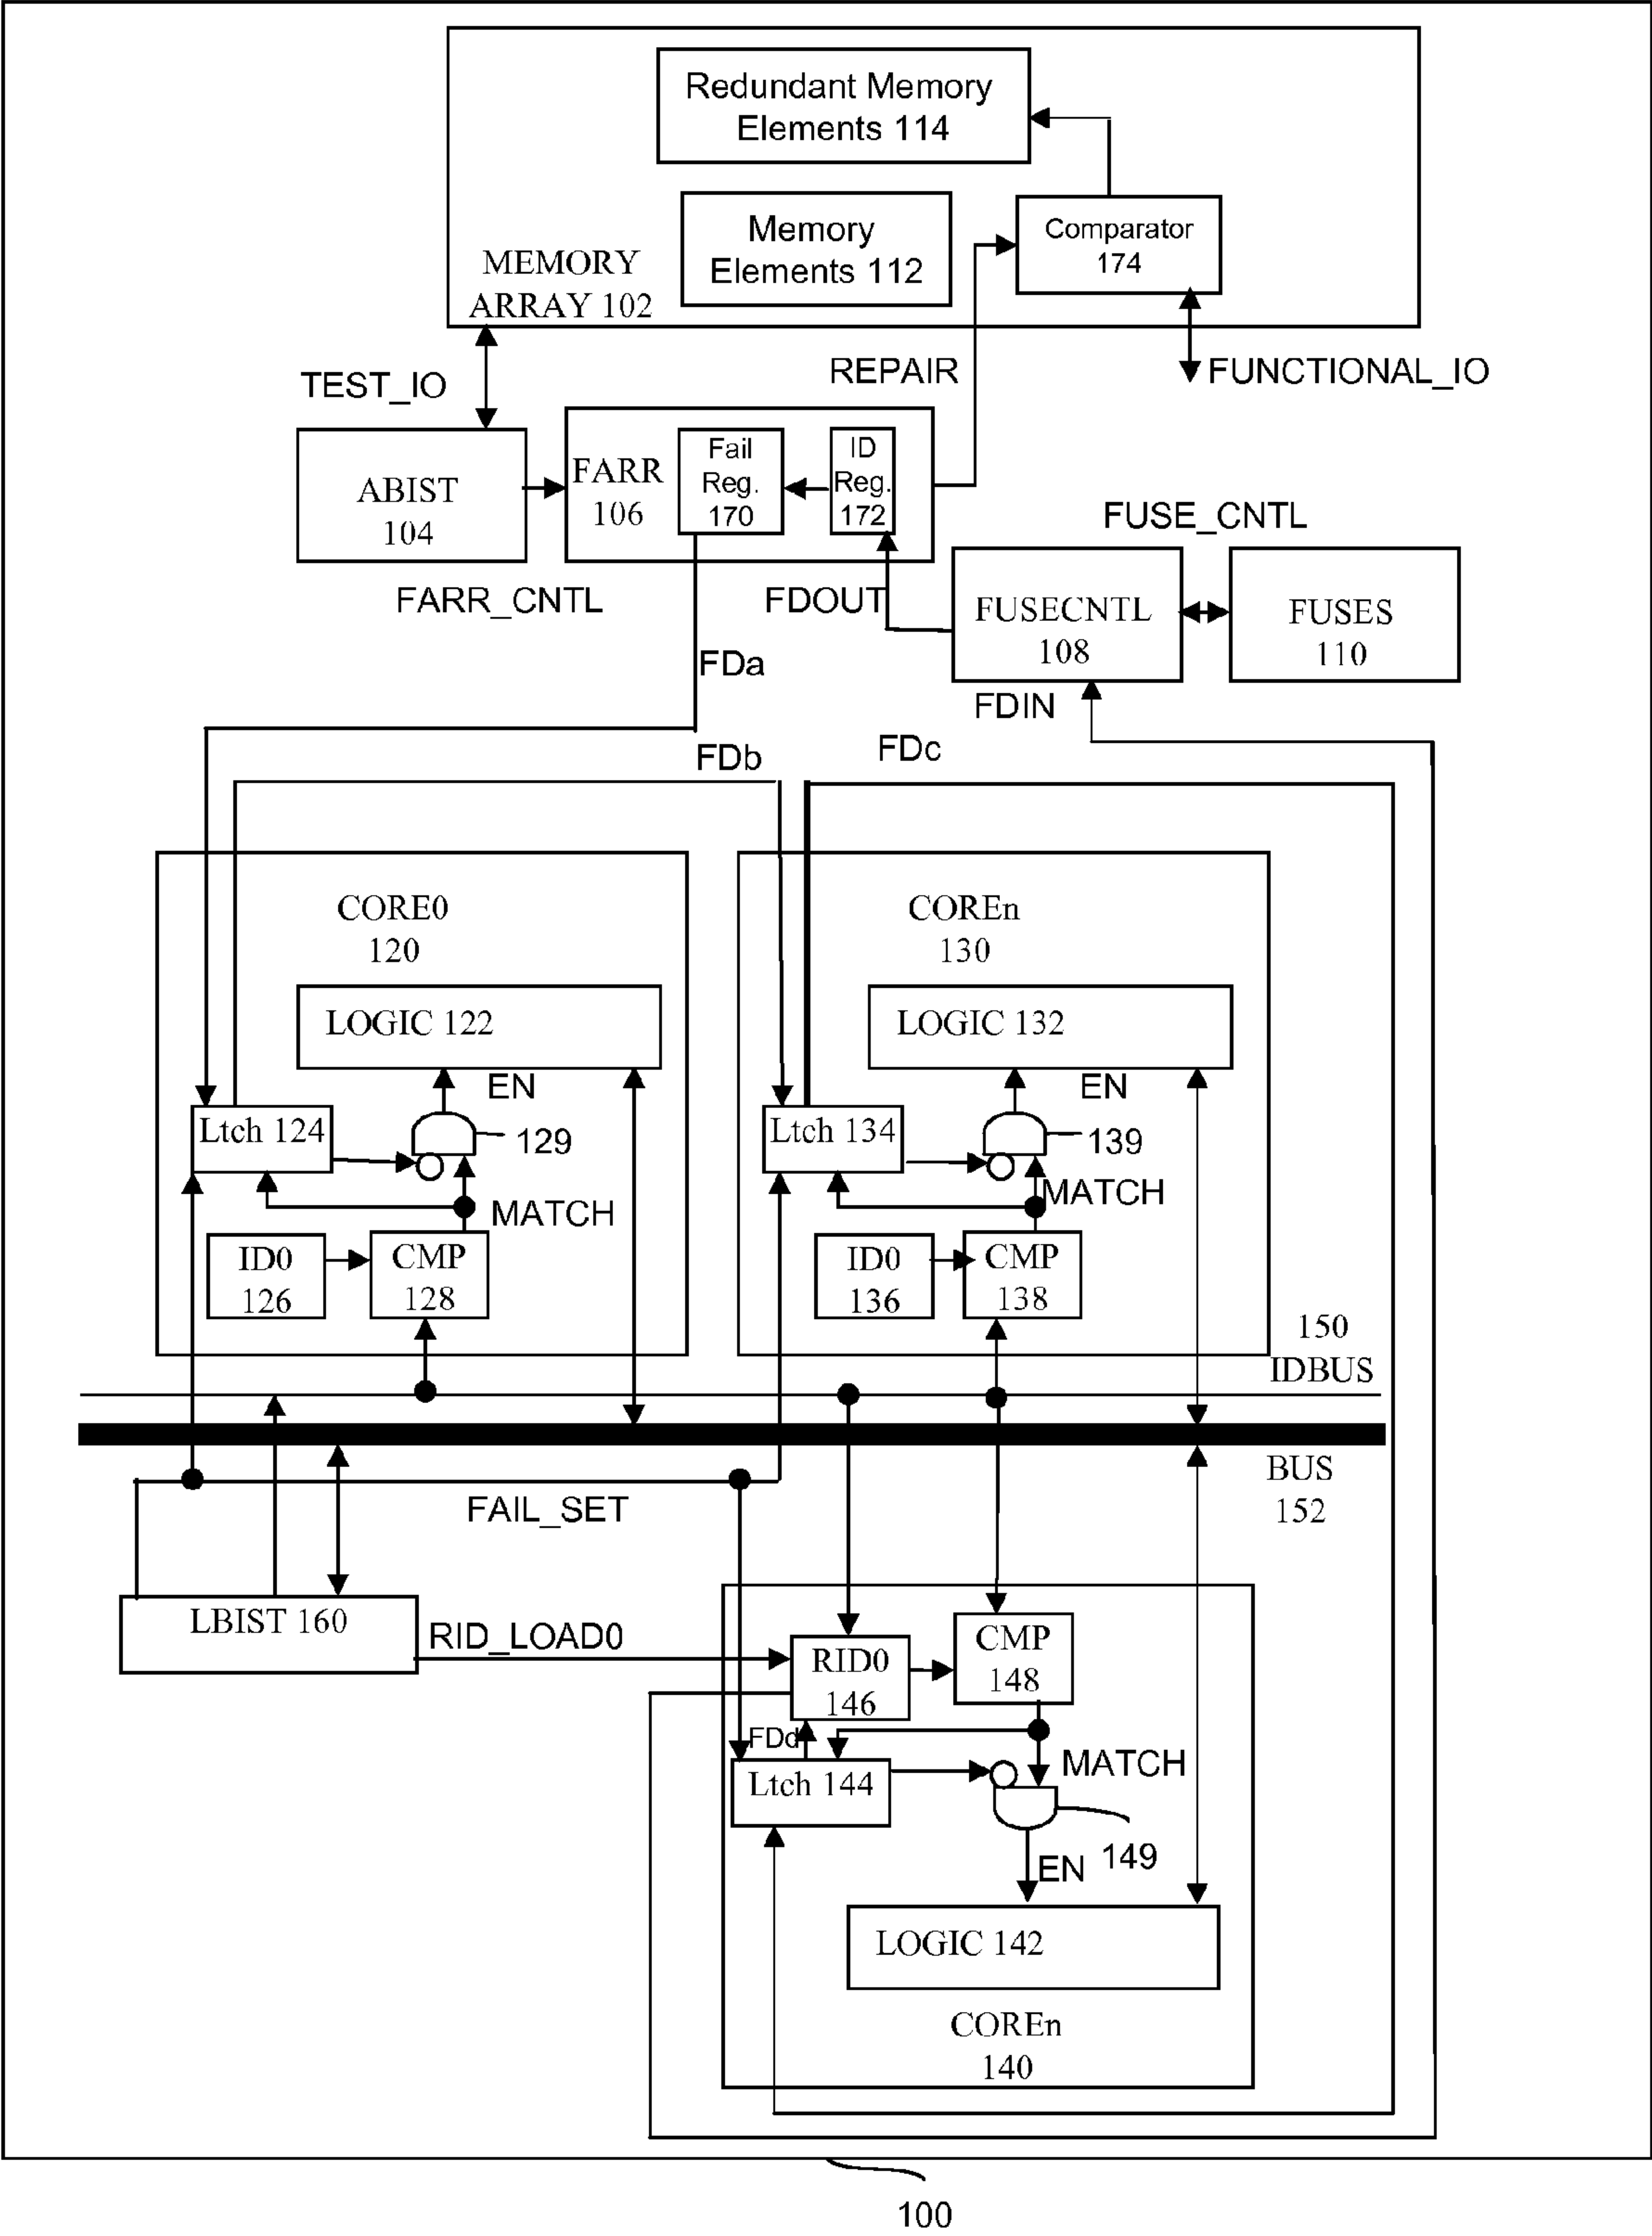 Redundant Memory
Elements 114
Memory
Elements 112
Comparator
174
MEMORY
ARRAY 102
TEST_IO
REPAIR
FUNCTIONAL_IO
ABIST
104
FARR
106
Fail
Reg.
170
ID
Reg.
172
FUSE_CNTL
FARR_CNTL
FDOUT
FUSECNTL
108
FUSES
110
FDa
FDIN
FDb
FDc
CORE0
120
COREn
130
LOGIC 122
LOGIC 132
EN
EN
Ltch 124
129
Ltch 134
139
MATCH
MATCH
ID0
126
CMP
128
ID0
136
CMP
138
150
IDBUS
BUS
152
FAIL_SET
LBIST 160
RID_LOAD0
RID0
146
CMP
148
FDd
MATCH
Ltch 144
EN
149
LOGIC 142
COREn
140
100